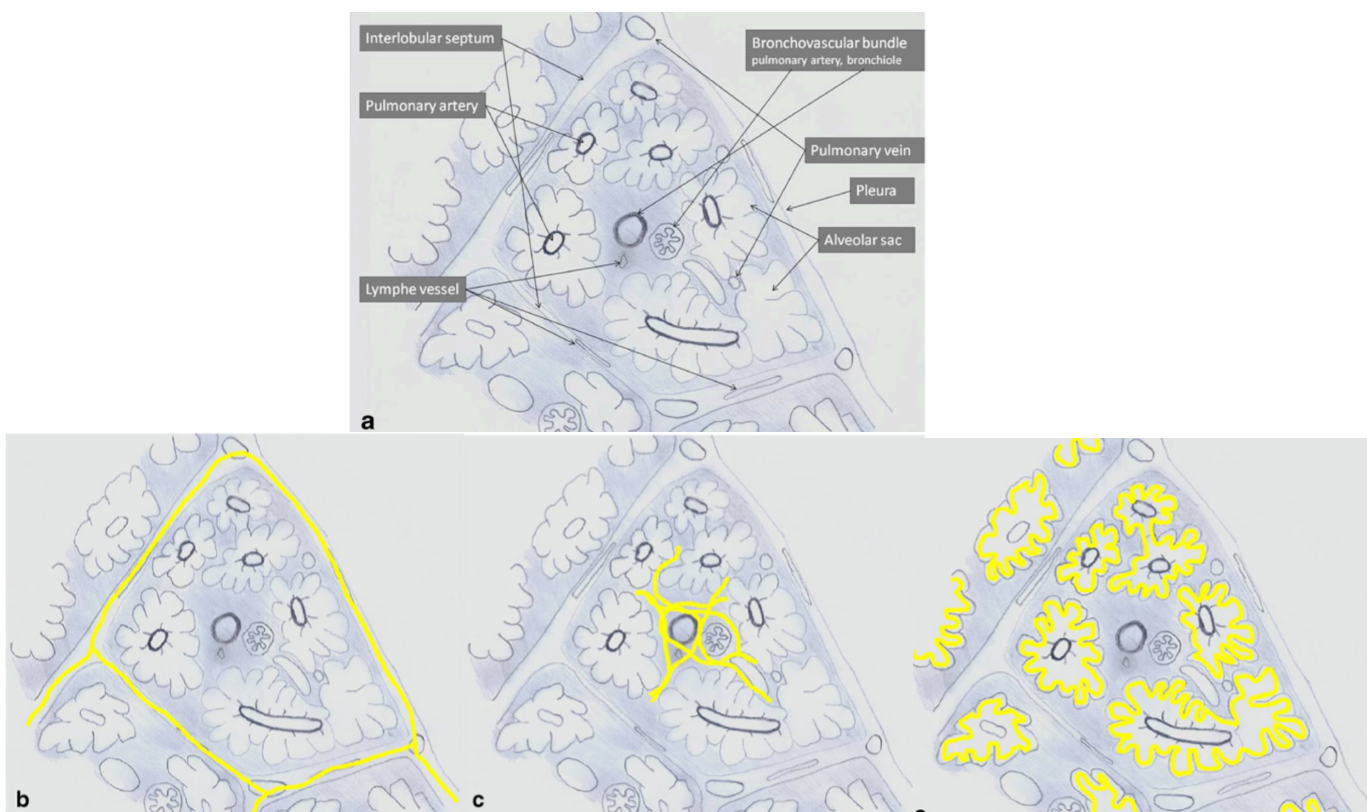 Interlobular septum
Bronchovascular bundle
pulmonary artery, bronchiole
Pulmonary artery
Pulmonary vein
Pleura
Alveolar sac
Lymphe vessel
a
b
c